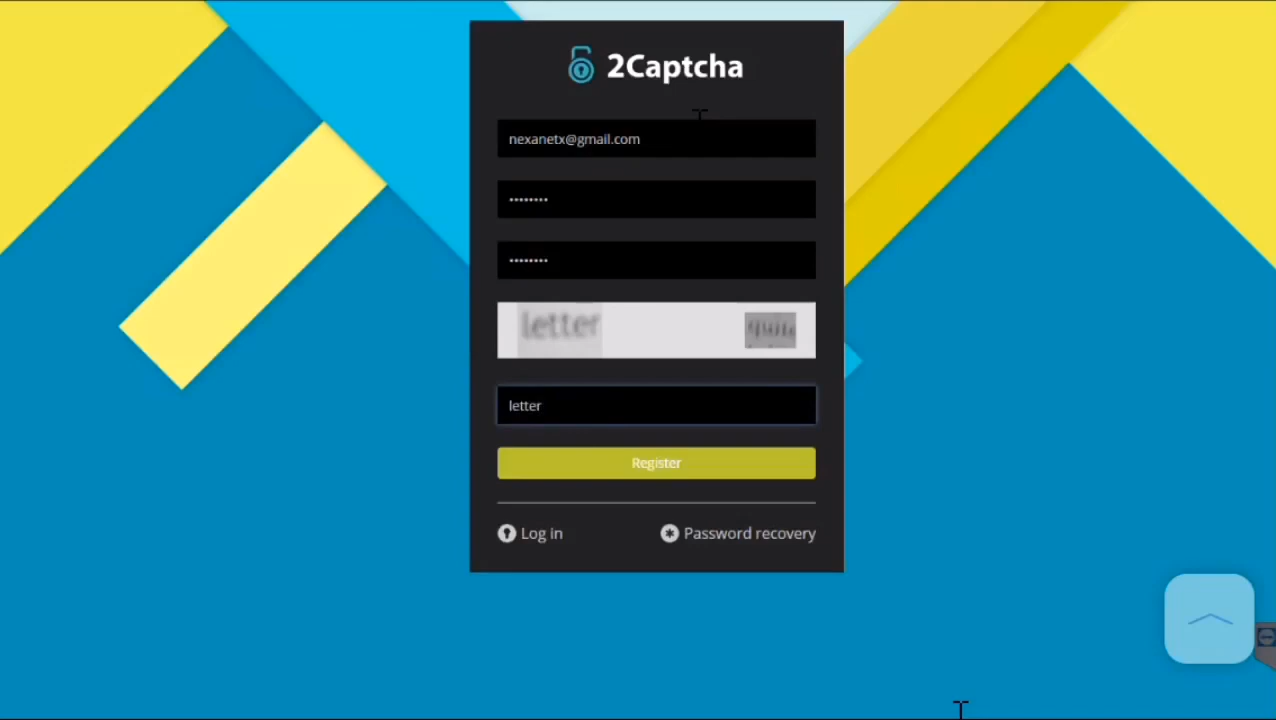 2Captcha
nexanetx@gmail.com
••••••••
••••••••
letter
letter
Register
Log in
Password recovery